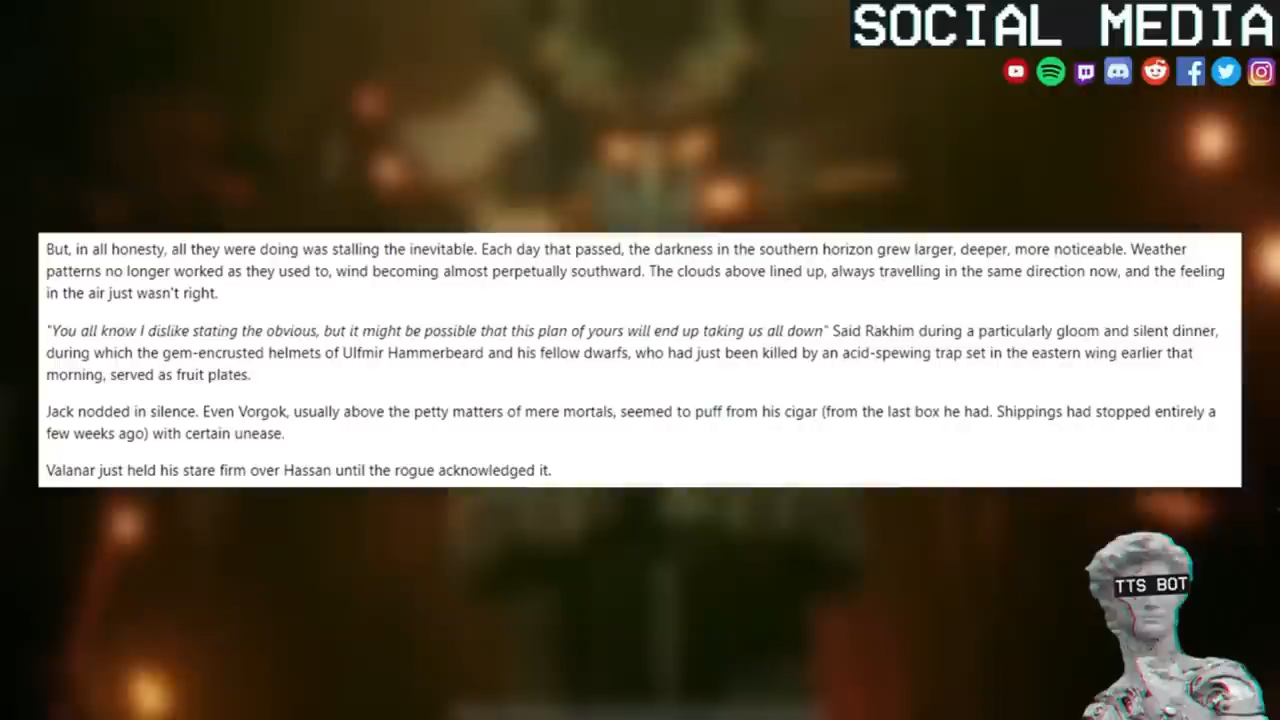 SOCIAL MEDIA
But, in all honesty, all they were doing was stalling the inevitable. Each day that passed, the darkness in the southern horizon grew larger, deeper, more noticeable. Weather
patterns no longer worked as they used to, wind becoming almost perpetually southward. The clouds above lined up, always travelling in the same direction now, and the feeling
in the air just wasn't right.
"You all know I dislike stating the obvious, but it might be possible that this plan of yours will end up taking us all down" Said Rakhim during a particularly gloom and silent dinner,
during which the gem-encrusted helmets of Ulfmir Hammerbeard and his fellow dwarfs, who had just been killed by an acid-spewing trap set in the eastern wing earlier that
morning, served as fruit plates.
Jack nodded in silence. Even Vorgok, usually above the petty matters of mere mortals, seemed to puff from his cigar (from the last box he had. Shippings had stopped entirely a
few weeks ago) with certain unease.
Valanar just held his stare firm over Hassan until the rogue acknowledged it.
TTS BOT